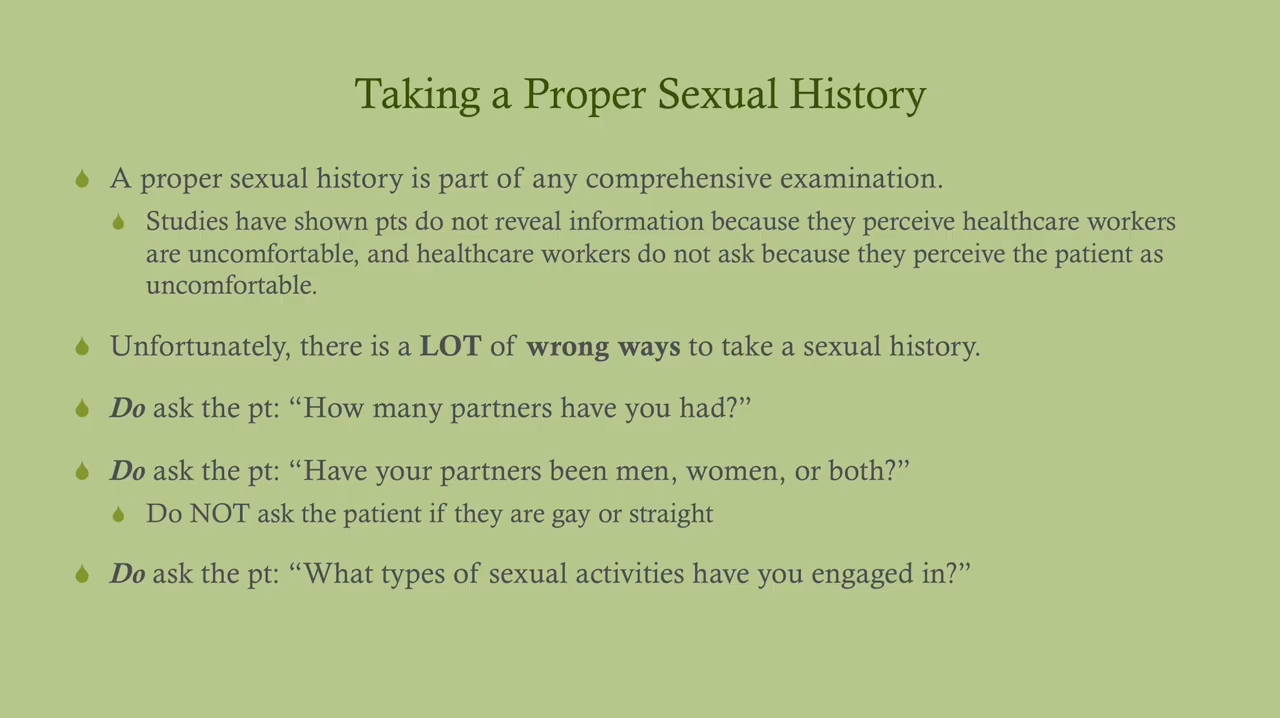 Taking a Proper Sexual History
A proper sexual history is part of any comprehensive examination.
Studies have shown pts do not reveal information because they perceive healthcare workers
are uncomfortable, and healthcare workers do not ask because they perceive the patient as
uncomfortable.
Unfortunately, there is a LOT of wrong ways to take a sexual history.
Do ask the pt: “How many partners have you had?”
Do ask the pt: “Have your partners been men, women, or both?”
Do NOT ask the patient if they are gay or straight
Do ask the pt: “What types of sexual activities have you engaged in?”